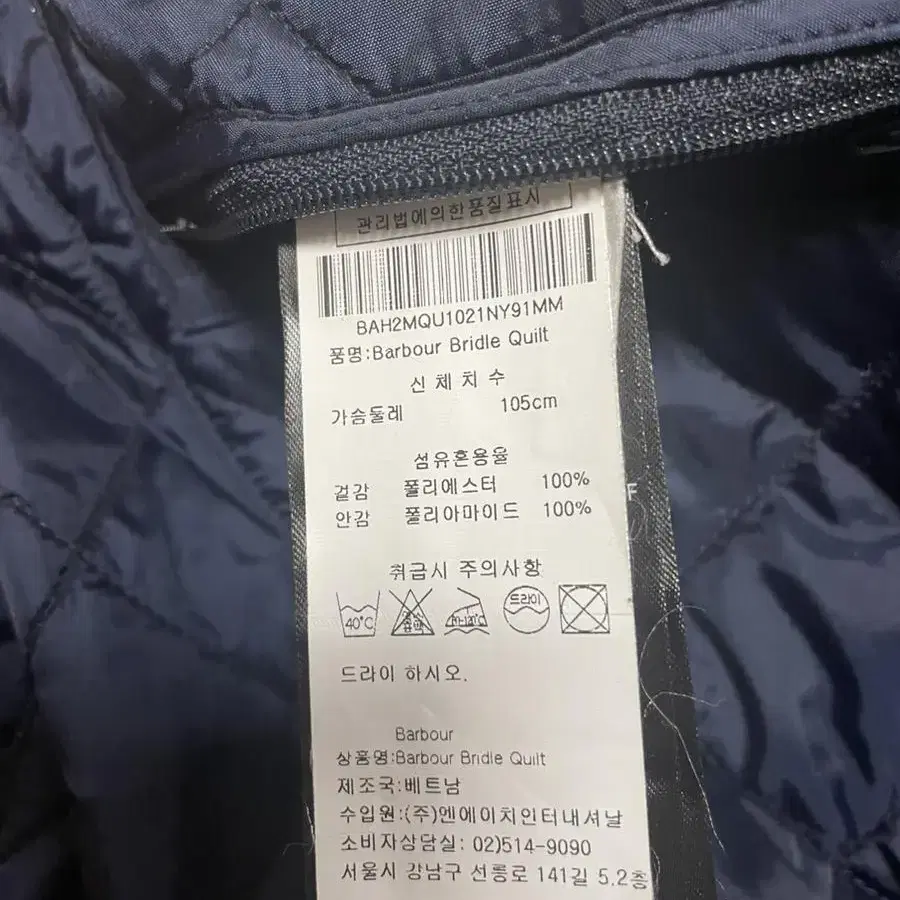 관리법에의한품질표시
BAH2MQU1021NY91MM
품명:Barbour Bridle Quilt
신 체 치 수
가슴둘레 105cm
섬유혼용율
겉감 폴리에스터 100%
안감 폴리아마이드 100%
취급시 주의사항
40°C 드라이
드라이 하시오.
Barbour
상품명:Barbour Bridle Quilt
제조국:베트남
수입원:(주)엔에이치인터내셔날
소비자상담실: 02)514-9090
서울시 강남구 선릉로 141길 5.2층